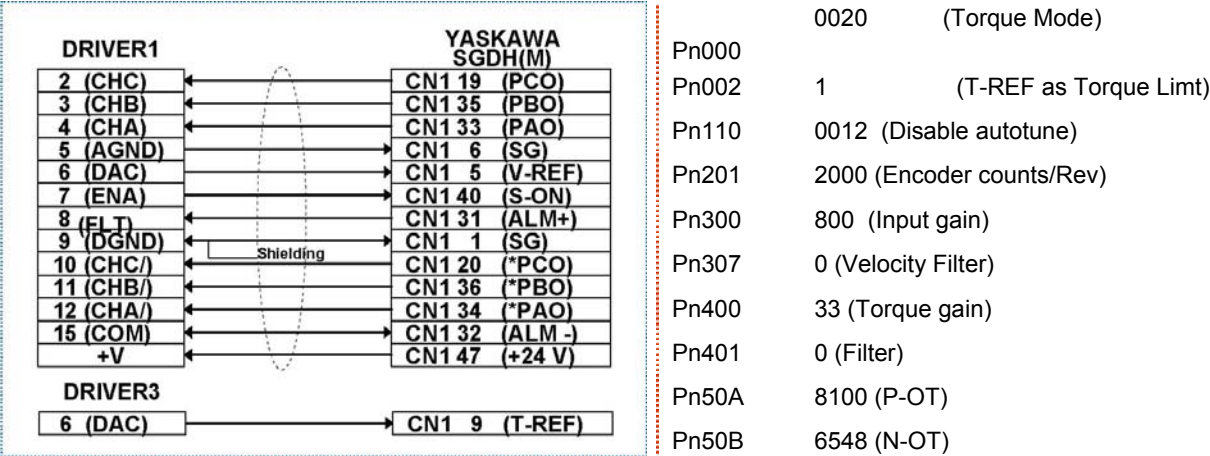 DRIVER1
YASKAWA
SGDH(M)
2 (CHC) CN1 19 (PCO)
3 (CHB) CN1 35 (PBO)
4 (CHA) CN1 33 (PAO)
5 (AGND) CN1 6 (SG)
6 (DAC) CN1 5 (V-REF)
7 (ENA) CN1 40 (S-ON)
8 (FLT) CN1 31 (ALM+)
9 (DGND) CN1 1 (SG)
Shielding
10 (CHC/) CN1 20 (*PCO)
11 (CHB/) CN1 36 (*PBO)
12 (CHA/) CN1 34 (*PAO)
15 (COM) CN1 32 (ALM -)
+V CN1 47 (+24 V)
DRIVER3
6 (DAC) CN1 9 (T-REF)
0020 (Torque Mode)
Pn000
Pn002 1 (T-REF as Torque Limt)
Pn110 0012 (Disable autotune)
Pn201 2000 (Encoder counts/Rev)
Pn300 800 (Input gain)
Pn307 0 (Velocity Filter)
Pn400 33 (Torque gain)
Pn401 0 (Filter)
Pn50A 8100 (P-OT)
Pn50B 6548 (N-OT)